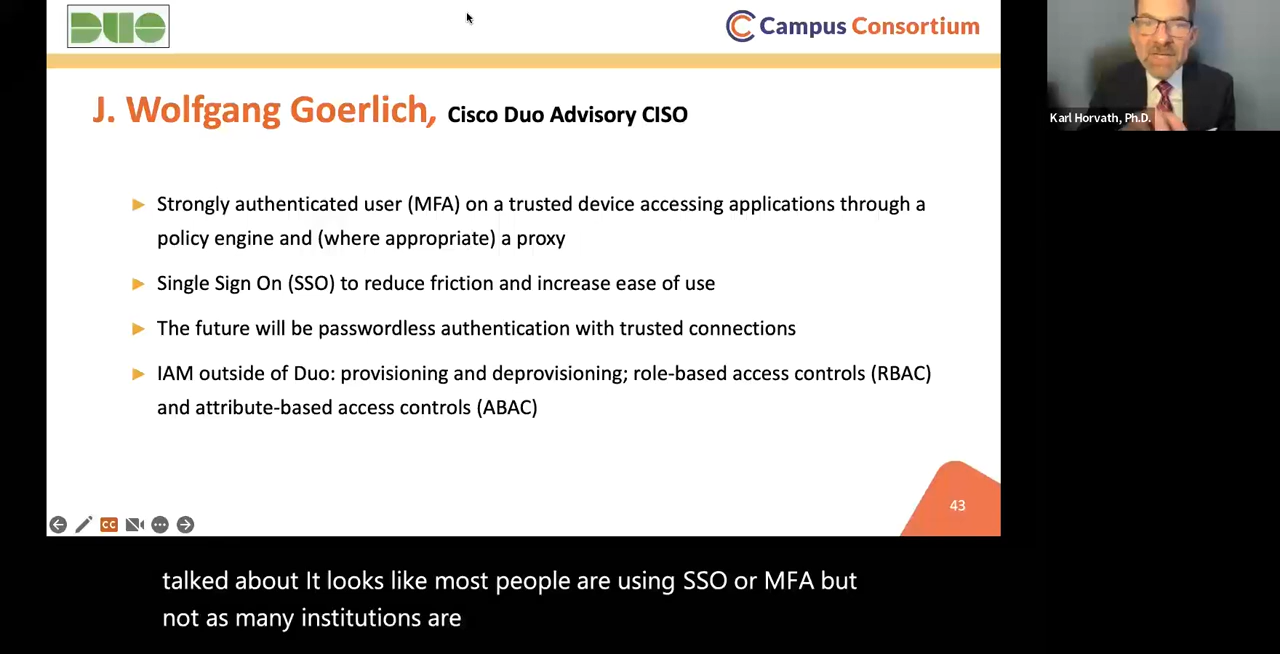 DUO
Campus Consortium
J. Wolfgang Goerlich, Cisco Duo Advisory CISO
Strongly authenticated user (MFA) on a trusted device accessing applications through a
policy engine and (where appropriate) a proxy
Single Sign On (SSO) to reduce friction and increase ease of use
The future will be passwordless authentication with trusted connections
IAM outside of Duo: provisioning and deprovisioning; role-based access controls (RBAC)
and attribute-based access controls (ABAC)
43
CC
Karl Horvath, Ph.D.
talked about It looks like most people are using SSO or MFA but
not as many institutions are